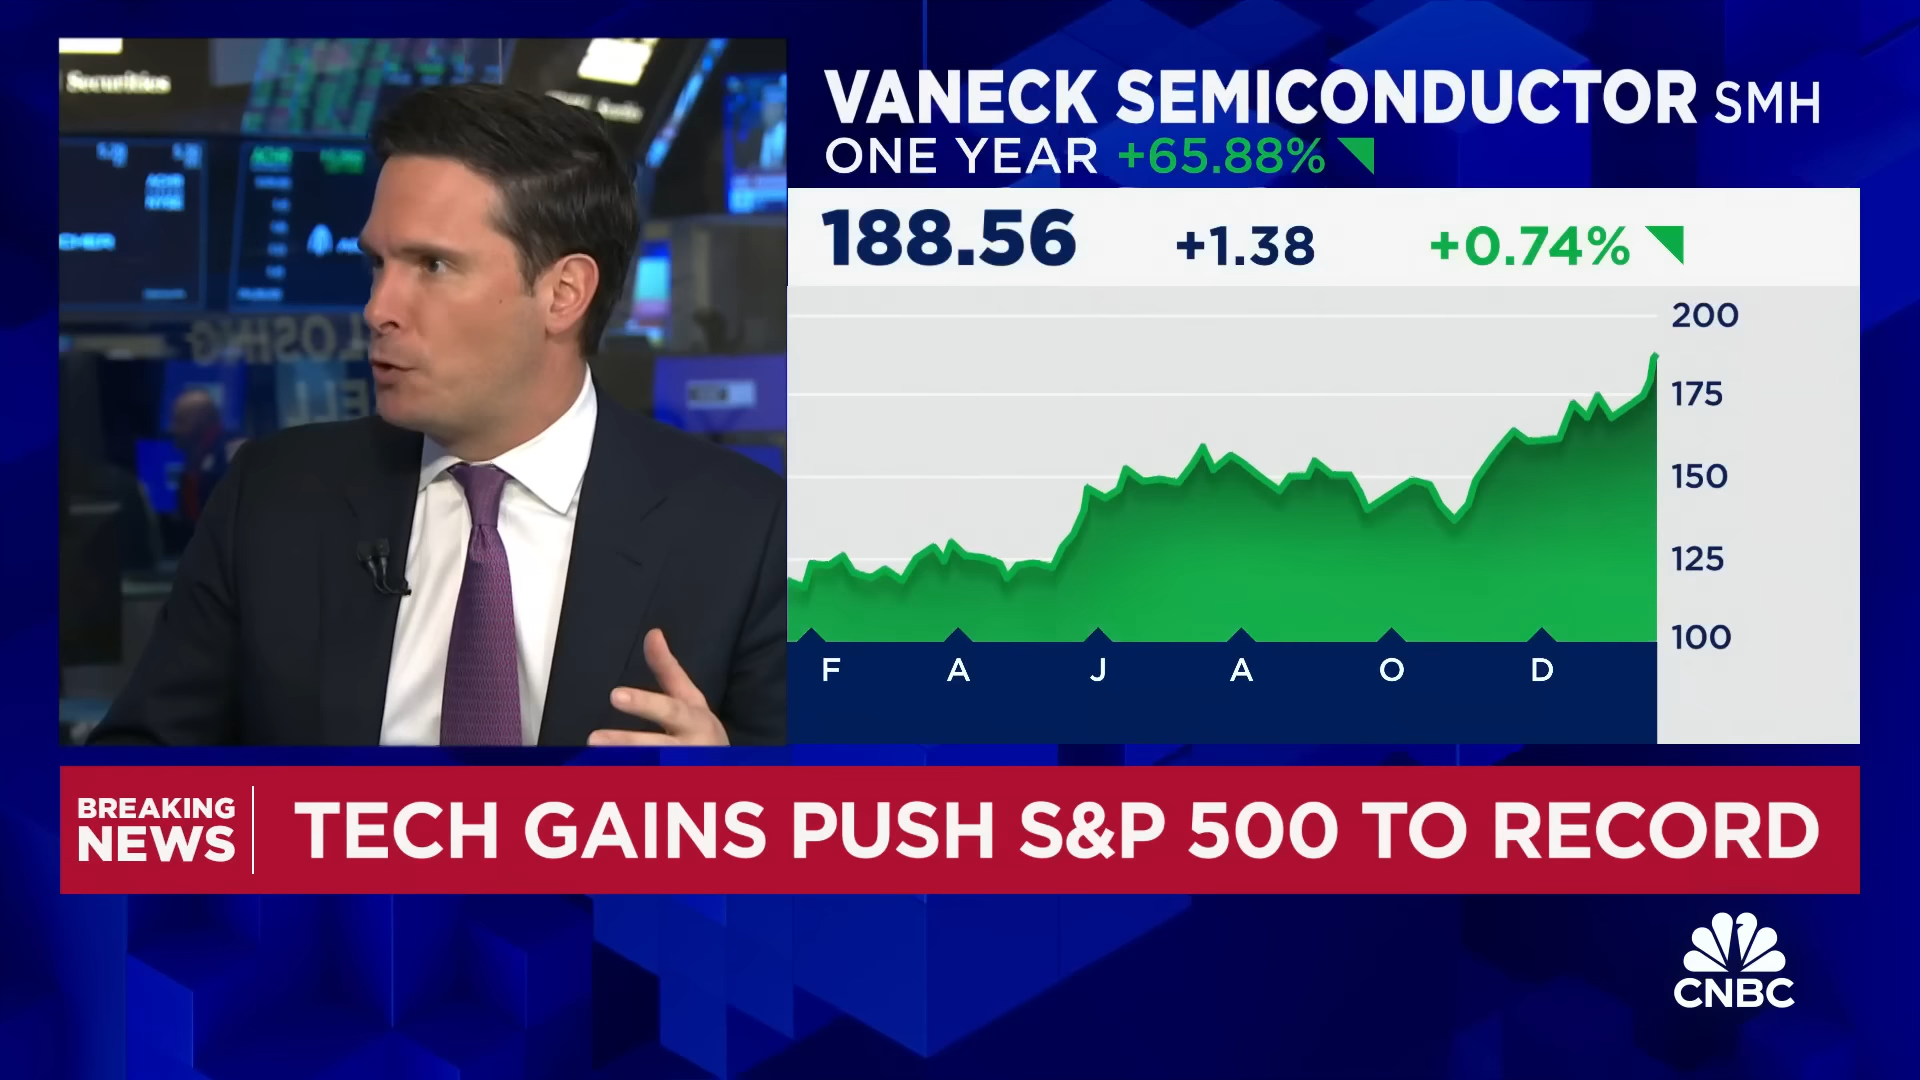 Securities
VANECK SEMICONDUCTOR SMH
ONE YEAR +65.88%
188.56 +1.38 +0.74%
200
175
150
125
100
F A J A O D
BREAKING
NEWS
TECH GAINS PUSH S&P 500 TO RECORD
CNBC